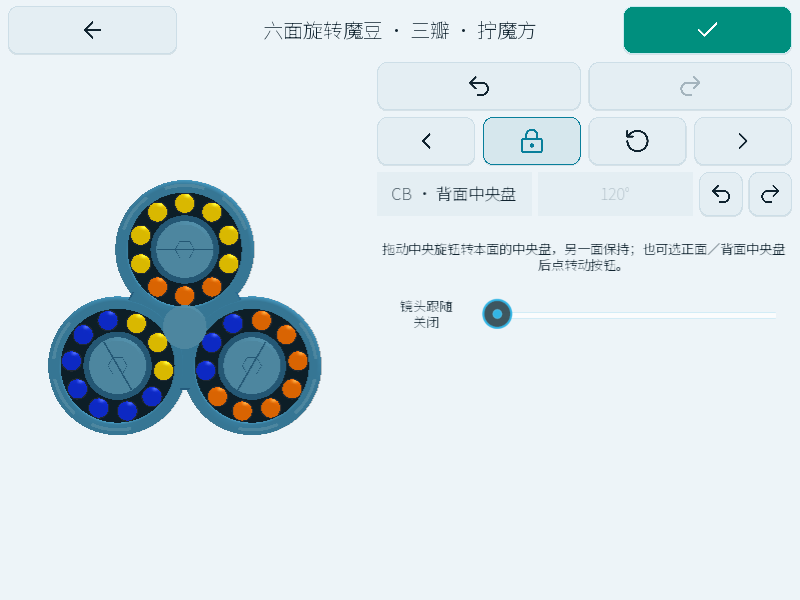 六面旋转魔豆 · 三瓣 · 拧魔方
CB · 背面中央盘
120°
拖动中央旋钮转本面的中央盘，另一面保持；也可选正面／背面中央盘
后点转动按钮。
镜头跟随
关闭